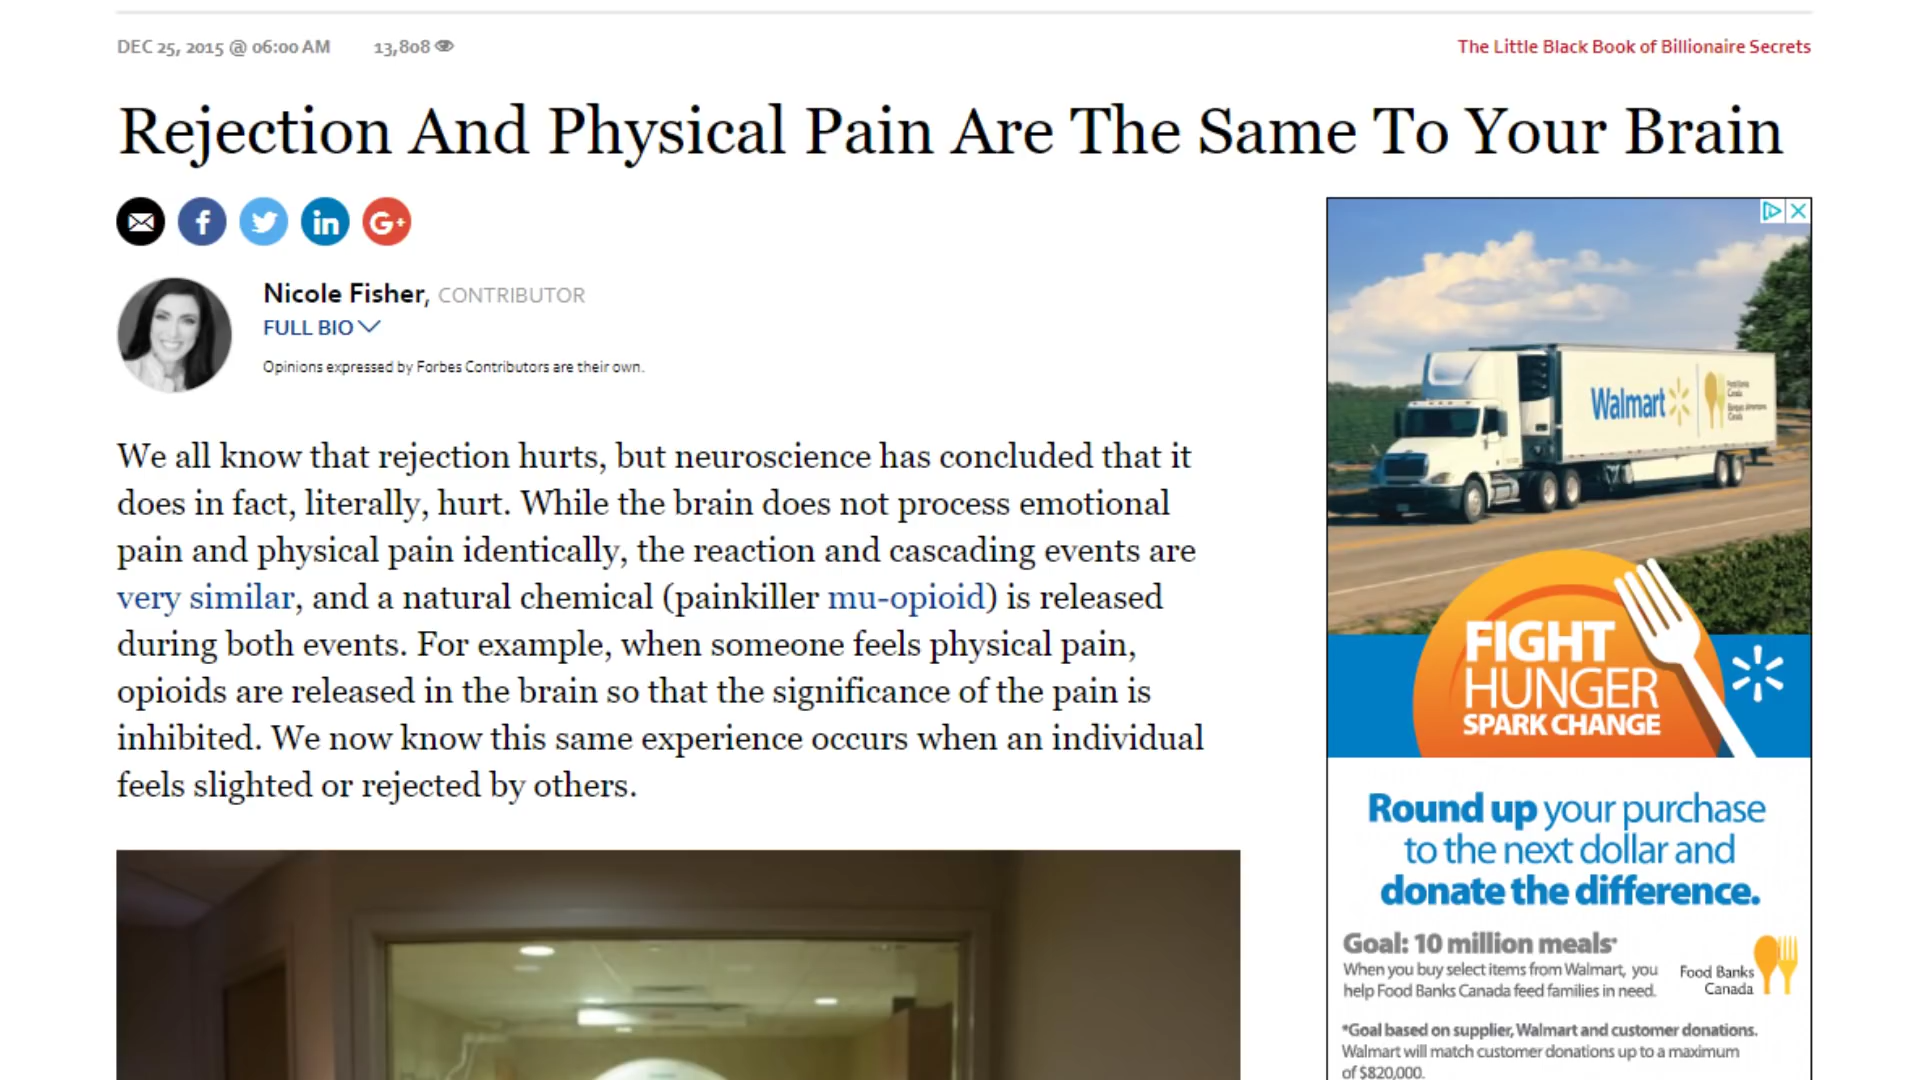 DEC 25, 2015 @ 06:00 AM 13,808
The Little Black Book of Billionaire Secrets
Rejection And Physical Pain Are The Same To Your Brain
f in G+
Nicole Fisher, CONTRIBUTOR
FULL BIO
Opinions expressed by Forbes Contributors are their own.
We all know that rejection hurts, but neuroscience has concluded that it
does in fact, literally, hurt. While the brain does not process emotional
pain and physical pain identically, the reaction and cascading events are
very similar, and a natural chemical (painkiller mu-opioid) is released
during both events. For example, when someone feels physical pain,
opioids are released in the brain so that the significance of the pain is
inhibited. We now know this same experience occurs when an individual
feels slighted or rejected by others.
Walmart
Food Banks
Canada
Banques alimentaires
Canada
FIGHT
HUNGER
SPARK CHANGE
Round up your purchase
to the next dollar and
donate the difference.
Goal: 10 million meals*
When you buy select items from Walmart, you
help Food Banks Canada feed families in need.
Food Banks
Canada
*Goal based on supplier, Walmart and customer donations.
Walmart will match customer donations up to a maximum
of $820,000.